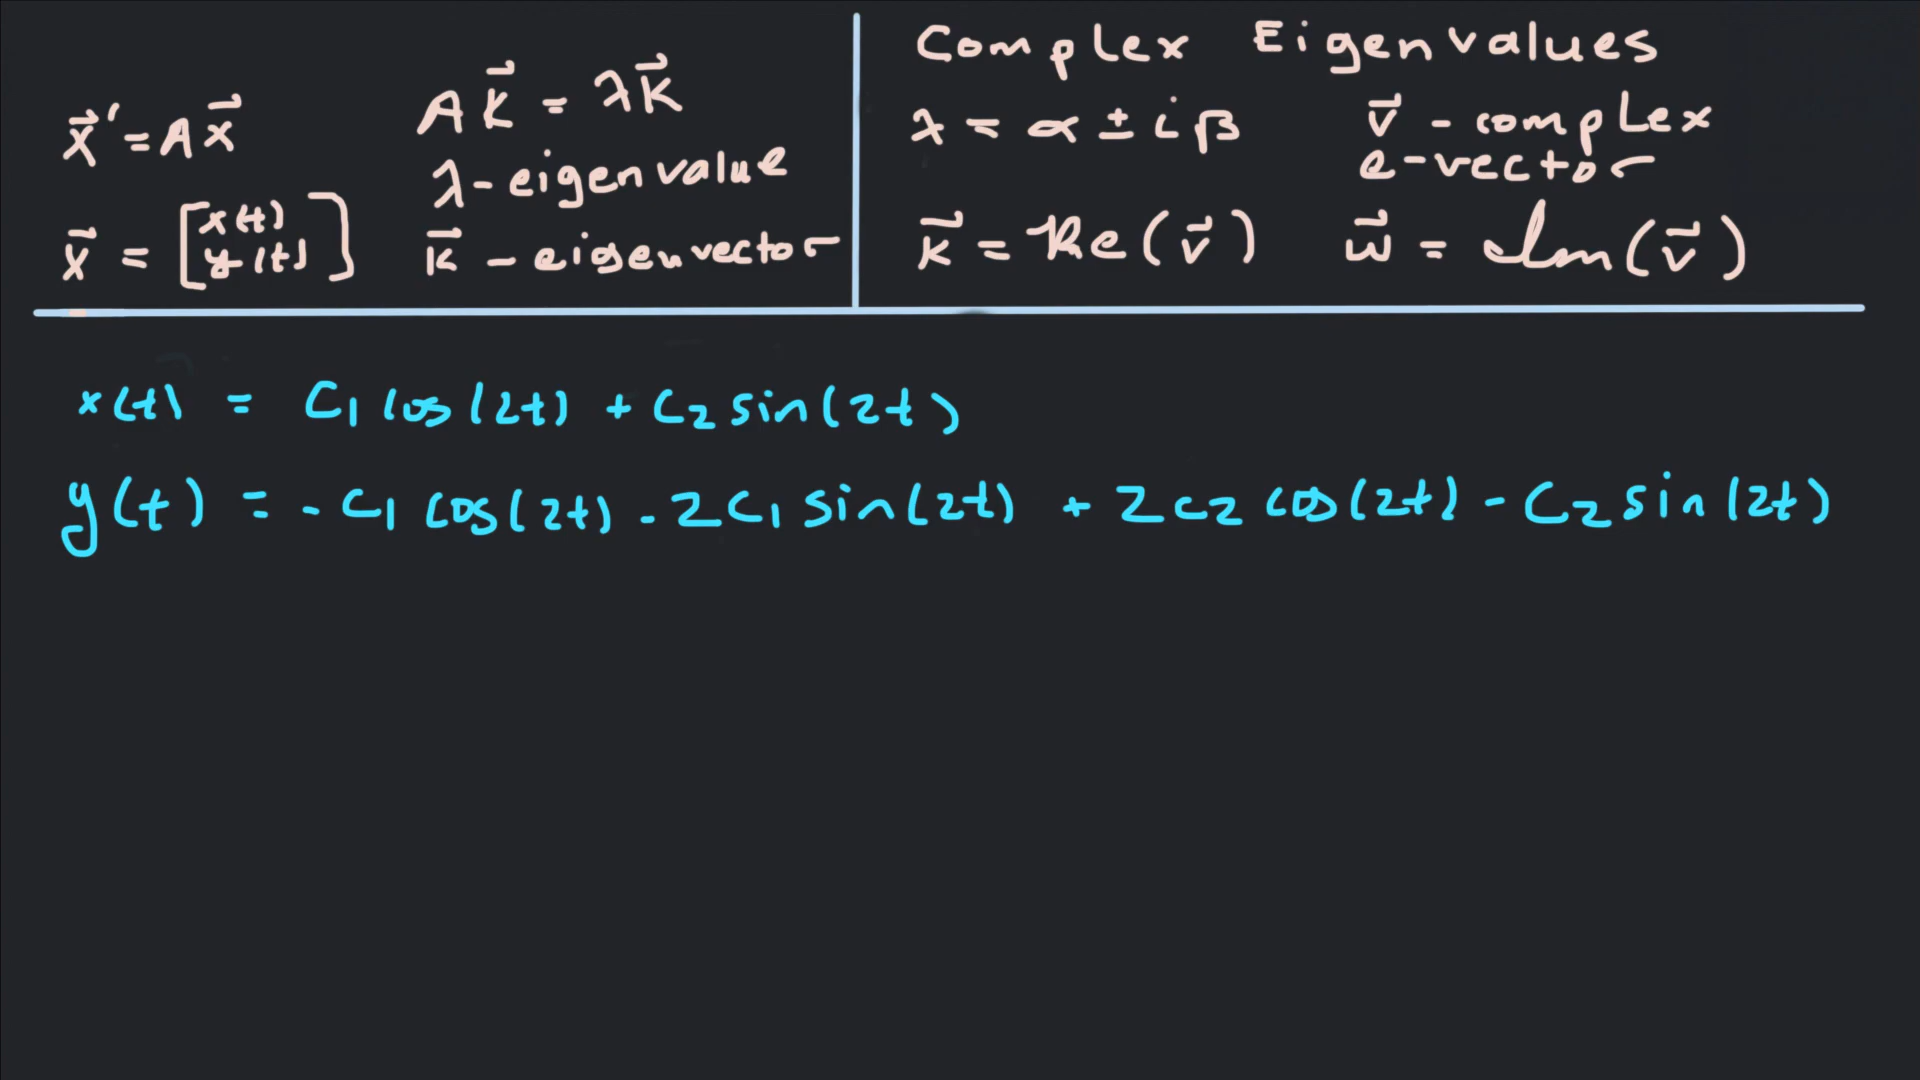 x⃗' = Ax⃗
x⃗ = [x(t) y(t)]
Ak⃗ = λk⃗
λ - eigenvalue
k⃗ - eigenvector
Complex Eigenvalues
λ = α ± iβ
v⃗ - complex
e-vector
k⃗ = Re(v⃗)
w⃗ = Im(v⃗)
x(t) = C1 cos(2t) + C2 sin(2t)
y(t) = -C1 cos(2t) - 2C1 sin(2t) + 2C2 cos(2t) - C2 sin(2t)